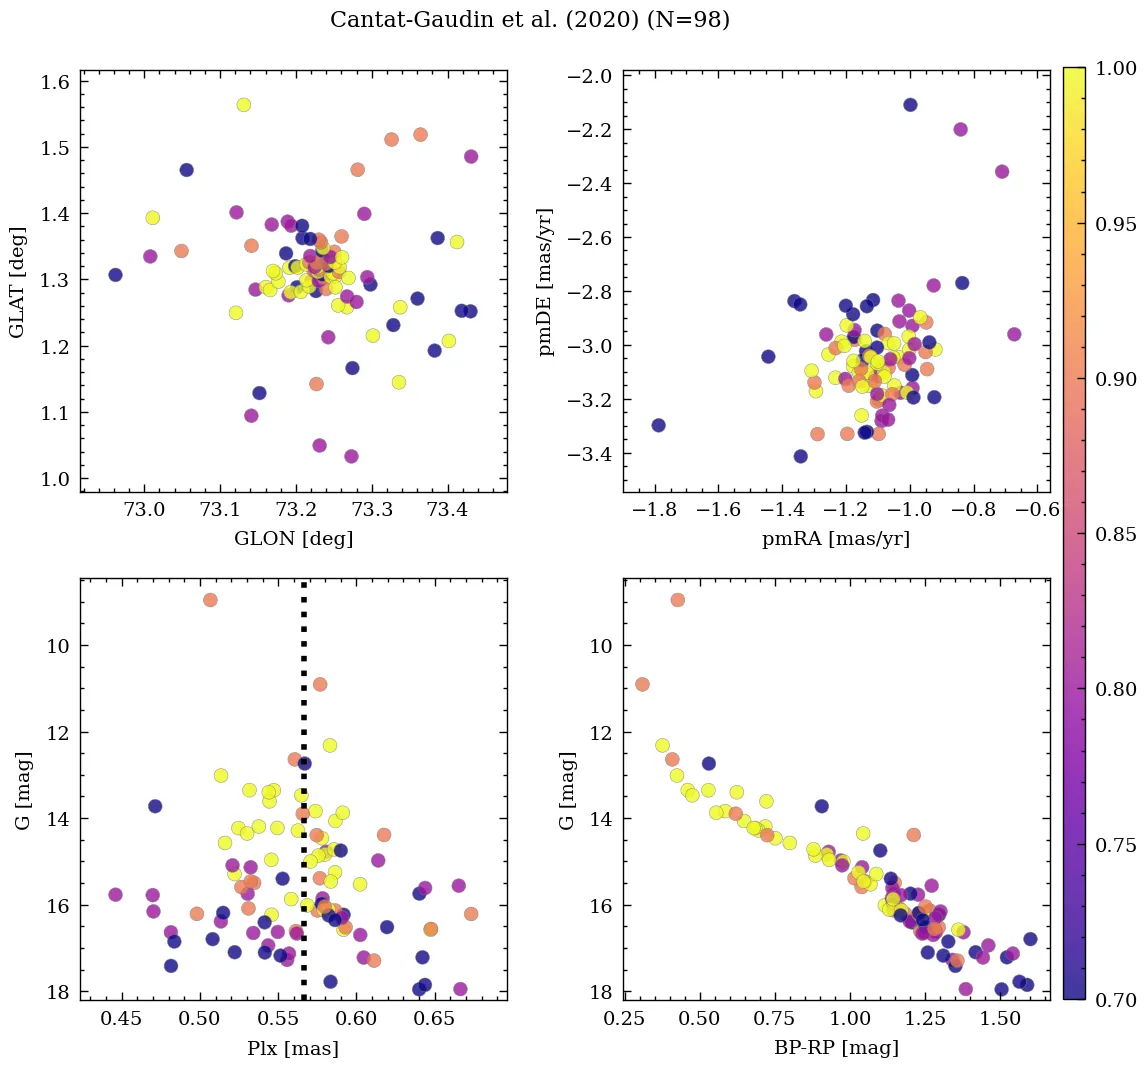 Cantat-Gaudin et al. (2020) (N=98)
1.6
1.5
1.4
1.3
1.2
1.1
1.0
GLAT [deg]
73.0 73.1 73.2 73.3 73.4
GLON [deg]
−2.0
−2.2
−2.4
−2.6
−2.8
−3.0
−3.2
−3.4
pmDE [mas/yr]
−1.8 −1.6 −1.4 −1.2 −1.0 −0.8 −0.6
pmRA [mas/yr]
10
12
14
16
18
G [mag]
0.45 0.50 0.55 0.60 0.65
Plx [mas]
10
12
14
16
18
G [mag]
0.25 0.50 0.75 1.00 1.25 1.50
BP-RP [mag]
1.00
0.95
0.90
0.85
0.80
0.75
0.70